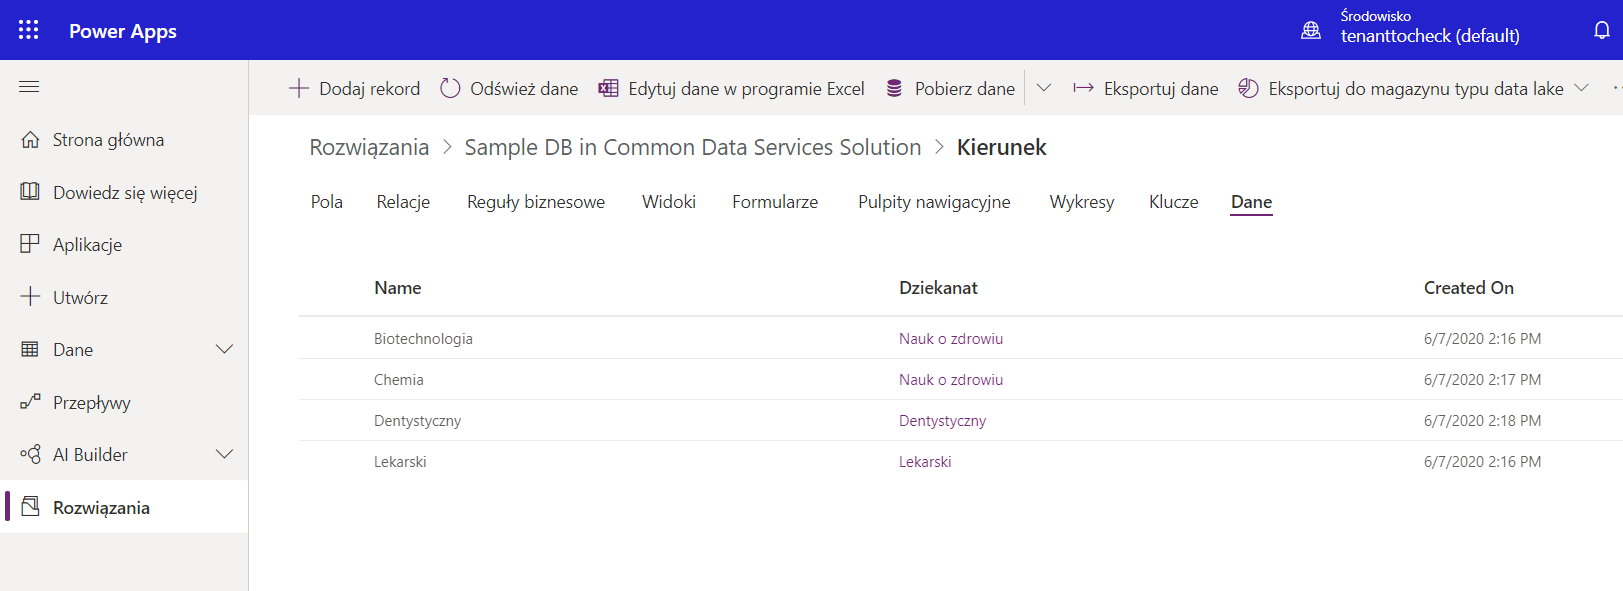 Power Apps
Środowisko
tenanttocheck (default)
Dodaj rekord Odśwież dane Edytuj dane w programie Excel Pobierz dane Eksportuj dane Eksportuj do magazynu typu data lake
Strona główna
Dowiedz się więcej
Aplikacje
Utwórz
Dane
Przepływy
AI Builder
Rozwiązania
Rozwiązania > Sample DB in Common Data Services Solution > Kierunek
Pola Relacje Reguły biznesowe Widoki Formularze Pulpity nawigacyjne Wykresy Klucze Dane
Name Dziekanat Created On
Biotechnologia Nauk o zdrowiu 6/7/2020 2:16 PM
Chemia Nauk o zdrowiu 6/7/2020 2:17 PM
Dentystyczny Dentystyczny 6/7/2020 2:18 PM
Lekarski Lekarski 6/7/2020 2:16 PM